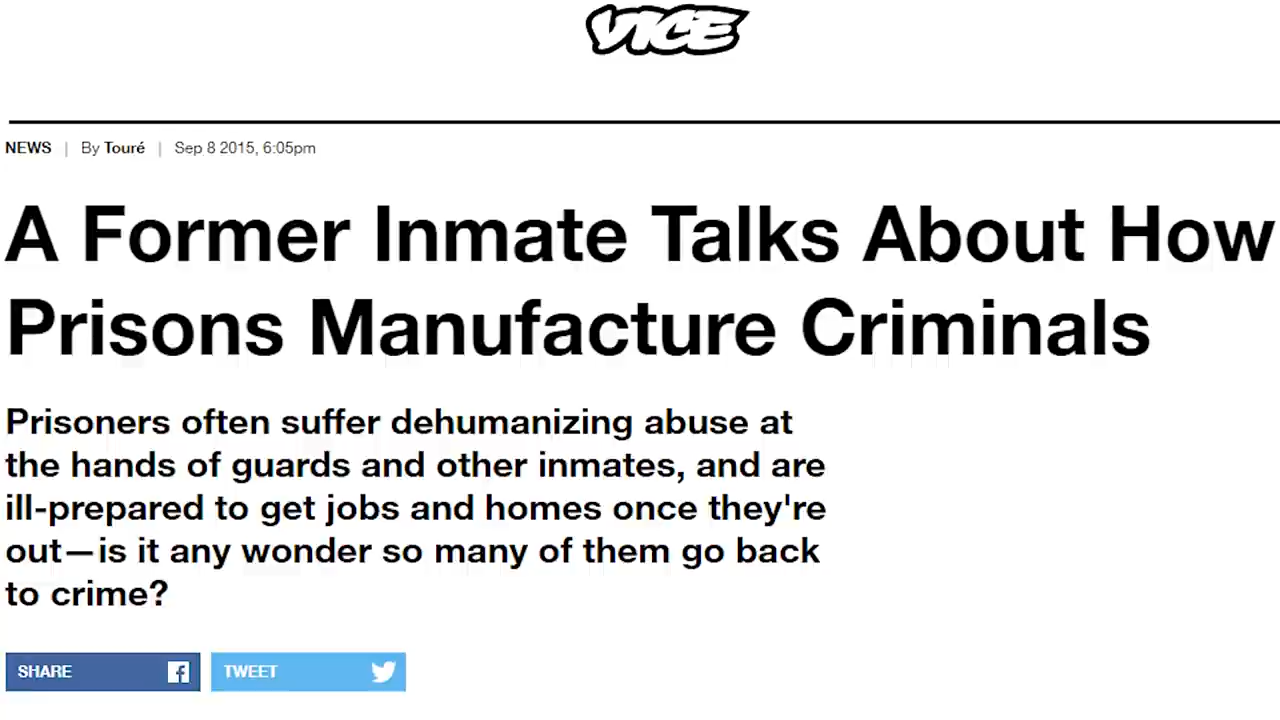 VICE
NEWS | By Touré | Sep 8 2015, 6:05pm
A Former Inmate Talks About How
Prisons Manufacture Criminals
Prisoners often suffer dehumanizing abuse at
the hands of guards and other inmates, and are
ill-prepared to get jobs and homes once they're
out—is it any wonder so many of them go back
to crime?
SHARE TWEET